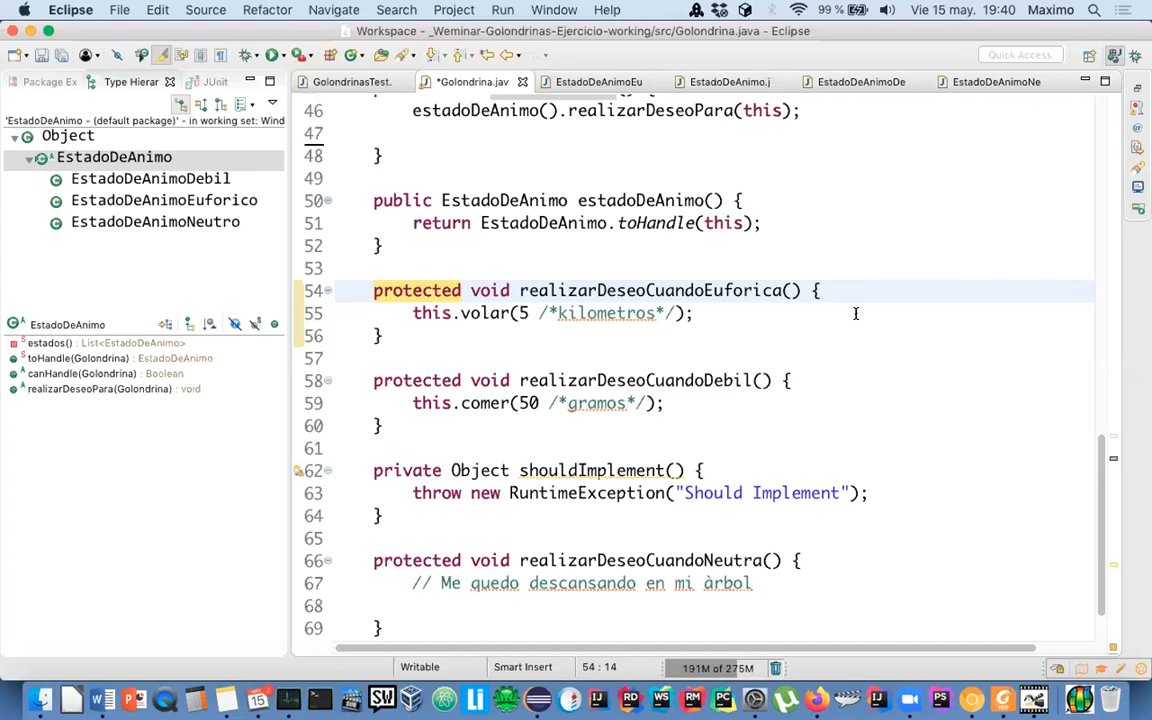 Eclipse File Edit Source Refactor Navigate Search Project Run Window Help 99 % Vie 15 may. 19:40 Maximo
Workspace - _Weminar-Golondrinas-Ejercicio-working/src/Golondrina.java - Eclipse
Quick Access
Package Ex Type Hierar JUnit
GolondrinasTest. *Golondrina.jav EstadoDeAnimoEu EstadoDeAnimo.j EstadoDeAnimoDe EstadoDeAnimoNe
'EstadoDeAnimo - (default package)' - in working set: Wind
Object
EstadoDeAnimo
EstadoDeAnimoDebil
EstadoDeAnimoEuforico
EstadoDeAnimoNeutro
EstadoDeAnimo
estados() : List<EstadoDeAnimo>
toHandle(Golondrina) : EstadoDeAnimo
canHandle(Golondrina) : Boolean
realizarDeseoPara(Golondrina) : void
46 estadoDeAnimo().realizarDeseoPara(this);
47
48 }
49
50 public EstadoDeAnimo estadoDeAnimo() {
51 return EstadoDeAnimo.toHandle(this);
52 }
53
54 protected void realizarDeseoCuandoEuforica() {
55 this.volar(5 /*kilometros*/);
56 }
57
58 protected void realizarDeseoCuandoDebil() {
59 this.comer(50 /*gramos*/);
60 }
61
62 private Object shouldImplement() {
63 throw new RuntimeException("Should Implement");
64 }
65
66 protected void realizarDeseoCuandoNeutra() {
67 // Me quedo descansando en mi àrbol
68
69 }
Writable Smart Insert 54 : 14 191M of 275M